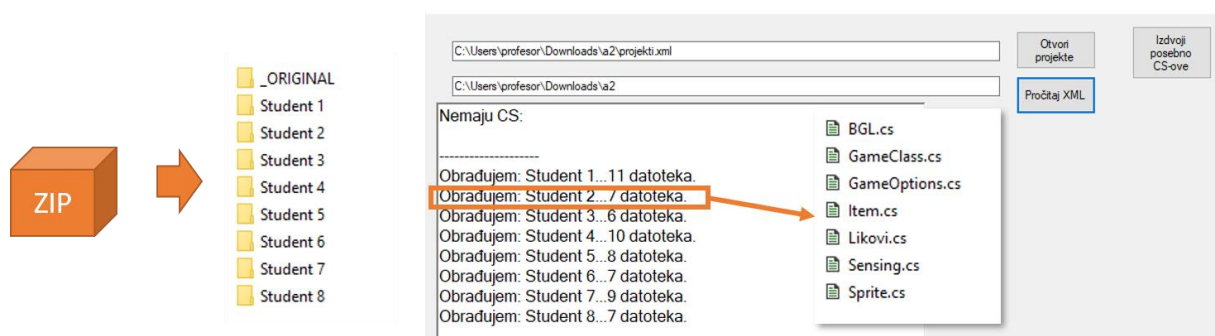 ZIP
_ORIGINAL
Student 1
Student 2
Student 3
Student 4
Student 5
Student 6
Student 7
Student 8
C:\Users\profesor\Downloads\a2\projekti.xml
C:\Users\profesor\Downloads\a2
Otvori
projekte
Pročitaj XML
Izdvoji
posebno
CS-ove
Nemaju CS:
--------------------
Obrađujem: Student 1...11 datoteka.
Obrađujem: Student 2...7 datoteka.
Obrađujem: Student 3...6 datoteka.
Obrađujem: Student 4...10 datoteka.
Obrađujem: Student 5...8 datoteka.
Obrađujem: Student 6...7 datoteka.
Obrađujem: Student 7...9 datoteka.
Obrađujem: Student 8...7 datoteka.
BGL.cs
GameClass.cs
GameOptions.cs
Item.cs
Likovi.cs
Sensing.cs
Sprite.cs